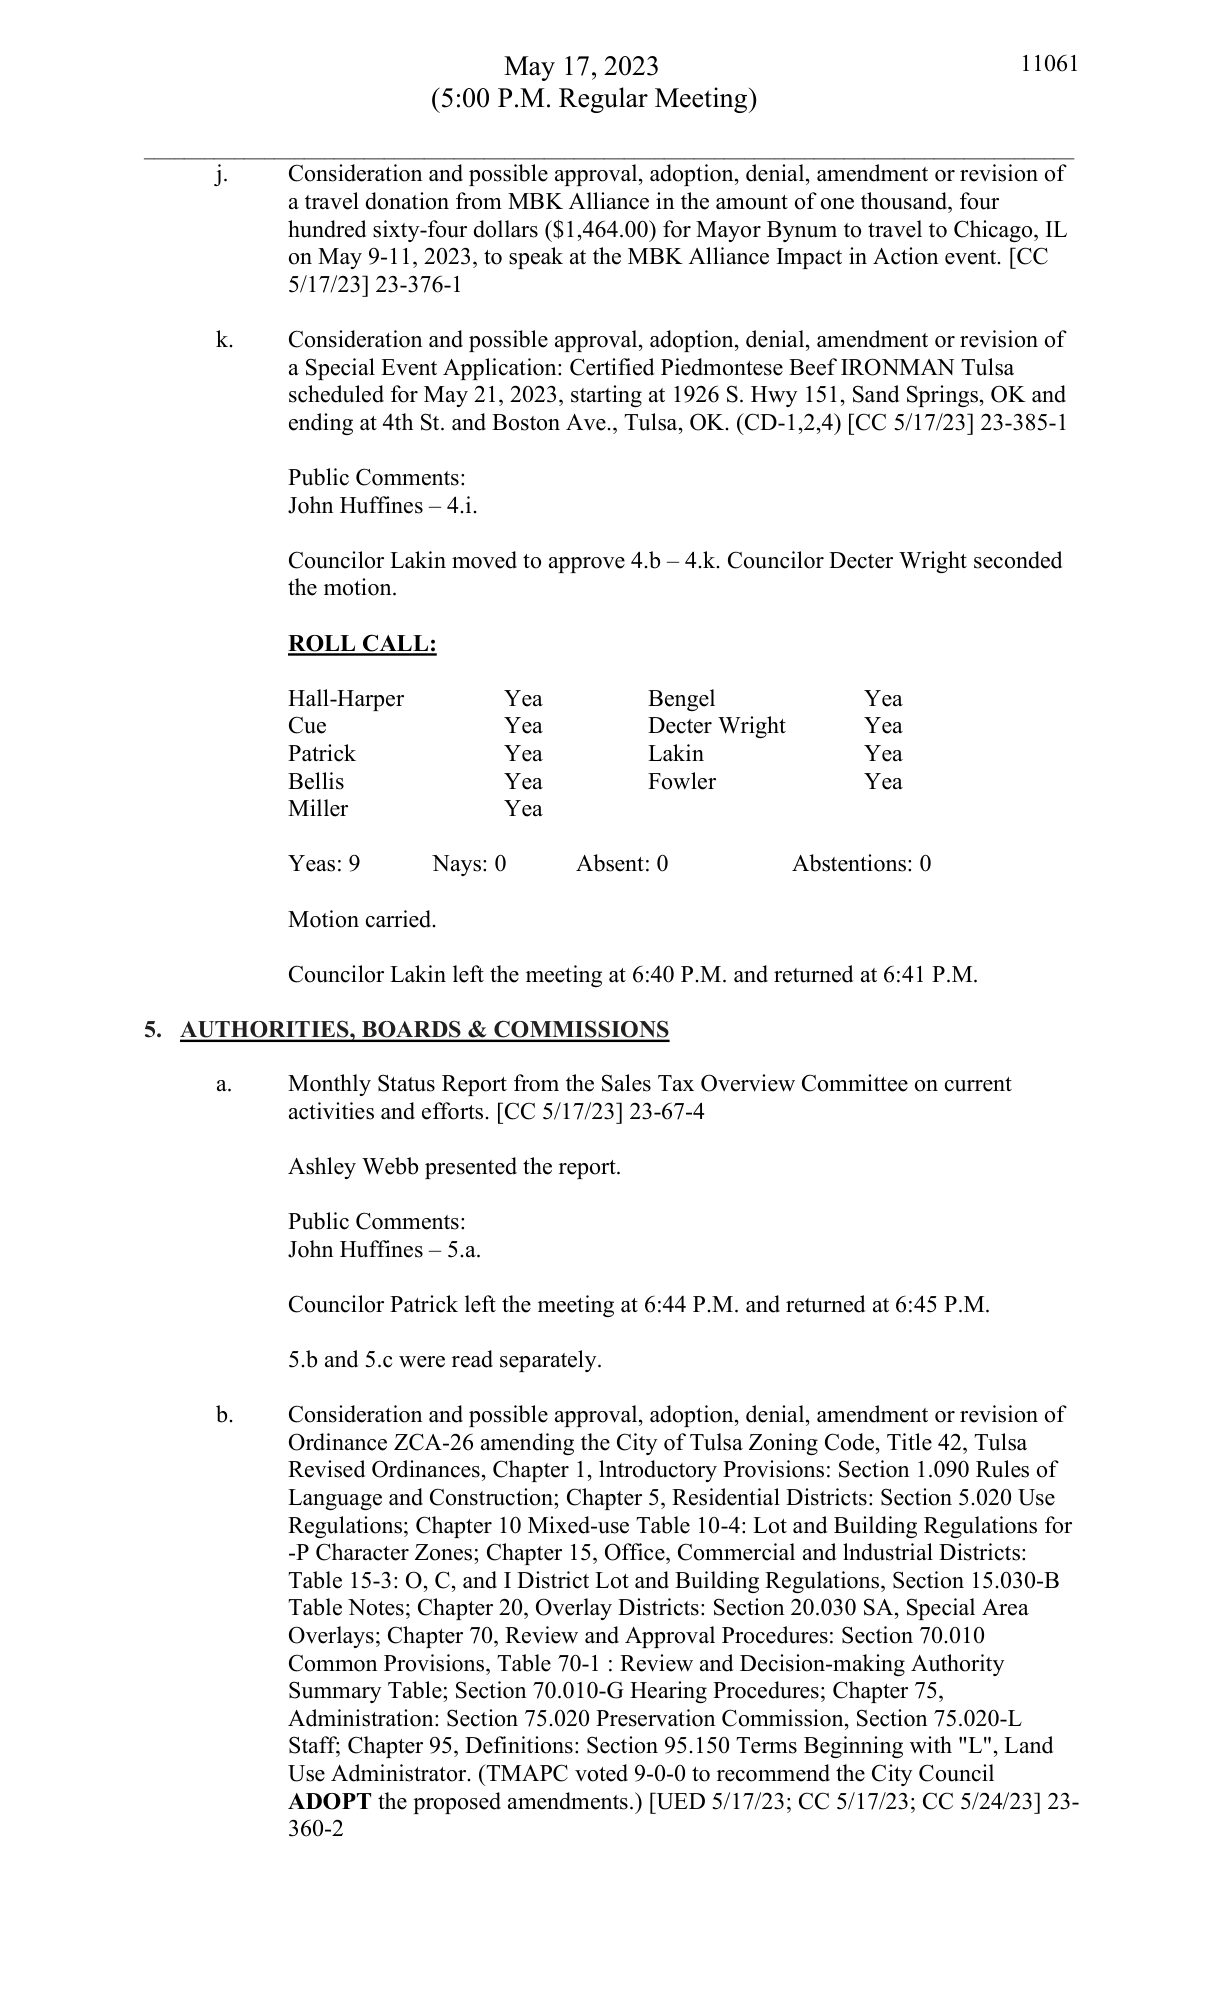 May 17, 2023
11061
(5:00 P.M. Regular Meeting)
j. Consideration and possible approval, adoption, denial, amendment or revision of
a travel donation from MBK Alliance in the amount of one thousand, four
hundred sixty-four dollars ($1,464.00) for Mayor Bynum to travel to Chicago, IL
on May 9-11, 2023, to speak at the MBK Alliance Impact in Action event. [CC
5/17/23] 23-376-1
k. Consideration and possible approval, adoption, denial, amendment or revision of
a Special Event Application: Certified Piedmontese Beef IRONMAN Tulsa
scheduled for May 21, 2023, starting at 1926 S. Hwy 151, Sand Springs, OK and
ending at 4th St. and Boston Ave., Tulsa, OK. (CD-1,2,4) [CC 5/17/23] 23-385-1
Public Comments:
John Huffines – 4.i.
Councilor Lakin moved to approve 4.b – 4.k. Councilor Decter Wright seconded
the motion.
ROLL CALL:
Hall-Harper Yea Bengel Yea
Cue Yea Decter Wright Yea
Patrick Yea Lakin Yea
Bellis Yea Fowler Yea
Miller Yea
Yeas: 9 Nays: 0 Absent: 0 Abstentions: 0
Motion carried.
Councilor Lakin left the meeting at 6:40 P.M. and returned at 6:41 P.M.
5. AUTHORITIES, BOARDS & COMMISSIONS
a. Monthly Status Report from the Sales Tax Overview Committee on current
activities and efforts. [CC 5/17/23] 23-67-4
Ashley Webb presented the report.
Public Comments:
John Huffines – 5.a.
Councilor Patrick left the meeting at 6:44 P.M. and returned at 6:45 P.M.
5.b and 5.c were read separately.
b. Consideration and possible approval, adoption, denial, amendment or revision of
Ordinance ZCA-26 amending the City of Tulsa Zoning Code, Title 42, Tulsa
Revised Ordinances, Chapter 1, lntroductory Provisions: Section 1.090 Rules of
Language and Construction; Chapter 5, Residential Districts: Section 5.020 Use
Regulations; Chapter 10 Mixed-use Table 10-4: Lot and Building Regulations for
-P Character Zones; Chapter 15, Office, Commercial and lndustrial Districts:
Table 15-3: O, C, and I District Lot and Building Regulations, Section 15.030-B
Table Notes; Chapter 20, Overlay Districts: Section 20.030 SA, Special Area
Overlays; Chapter 70, Review and Approval Procedures: Section 70.010
Common Provisions, Table 70-1 : Review and Decision-making Authority
Summary Table; Section 70.010-G Hearing Procedures; Chapter 75,
Administration: Section 75.020 Preservation Commission, Section 75.020-L
Staff; Chapter 95, Definitions: Section 95.150 Terms Beginning with "L", Land
Use Administrator. (TMAPC voted 9-0-0 to recommend the City Council
ADOPT the proposed amendments.) [UED 5/17/23; CC 5/17/23; CC 5/24/23] 23-
360-2